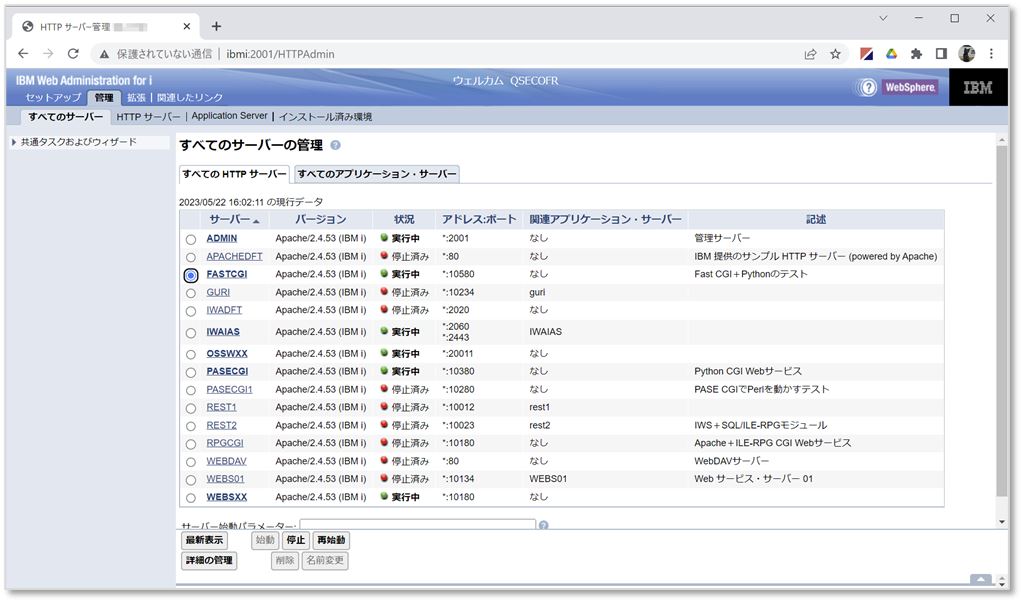 HTTP サーバー管理
保護されていない通信 | ibmi:2001/HTTPAdmin
IBM Web Administration for i
ウェルカム QSECOFR
WebSphere.
IBM
セットアップ 管理 拡張 | 関連したリンク
すべてのサーバー HTTP サーバー | Application Server | インストール済み環境
共通タスクおよびウィザード
すべてのサーバーの管理 ?
すべての HTTP サーバー すべてのアプリケーション・サーバー
2023/05/22 16:02:11 の現行データ
サーバー バージョン 状況 アドレス:ポート 関連アプリケーション・サーバー 記述
ADMIN Apache/2.4.53 (IBM i) 実行中 *:2001 なし 管理サーバー
APACHEDFT Apache/2.4.53 (IBM i) 停止済み *:80 なし IBM 提供のサンプル HTTP サーバー (powered by Apache)
FASTCGI Apache/2.4.53 (IBM i) 実行中 *:10580 なし Fast CGI＋Pythonのテスト
GURI Apache/2.4.53 (IBM i) 停止済み *:10234 guri
IWADFT Apache/2.4.53 (IBM i) 停止済み *:2020 なし
IWAIAS Apache/2.4.53 (IBM i) 実行中 *:2060 IWAIAS
*:2443
OSSWXX Apache/2.4.53 (IBM i) 実行中 *:20011 なし
PASECGI Apache/2.4.53 (IBM i) 実行中 *:10380 なし Python CGI Webサービス
PASECGI1 Apache/2.4.53 (IBM i) 停止済み *:10280 なし PASE CGIでPerlを動かすテスト
REST1 Apache/2.4.53 (IBM i) 停止済み *:10012 rest1
REST2 Apache/2.4.53 (IBM i) 停止済み *:10023 rest2 IWS＋SQL/ILE-RPGモジュール
RPGCGI Apache/2.4.53 (IBM i) 停止済み *:10180 なし Apache＋ILE-RPG CGI Webサービス
WEBDAV Apache/2.4.53 (IBM i) 停止済み *:80 なし WebDAVサーバー
WEBS01 Apache/2.4.53 (IBM i) 停止済み *:10134 WEBS01 Web サービス・サーバー 01
WEBSXX Apache/2.4.53 (IBM i) 実行中 *:10180 なし
サーバー始動パラメーター: ?
最新表示 始動 停止 再始動
詳細の管理 削除 名前変更